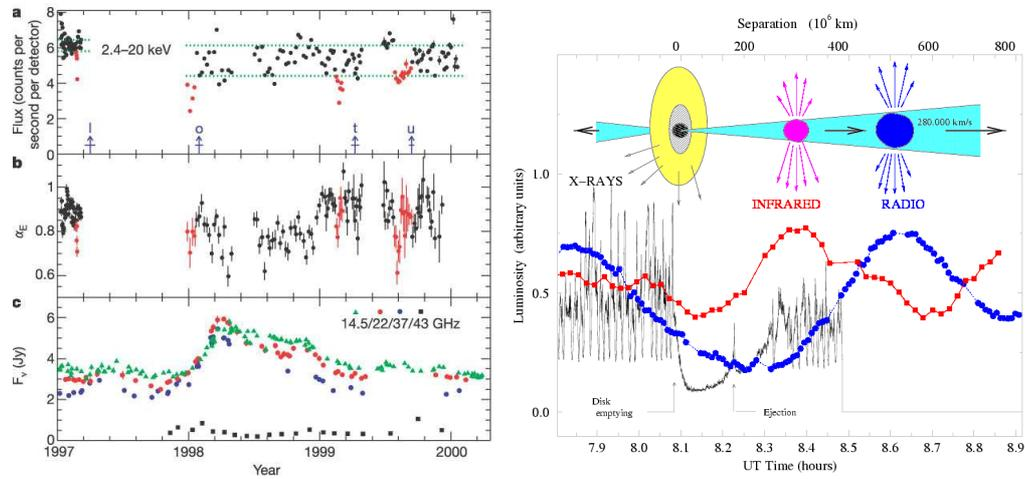 a
Flux (counts per
second per detector)
8
6
4
2
0
2.4–20 keV
l
o
t
u
b
αE
1
0.8
0.6
c
Fν (Jy)
6
4
2
0
14.5/22/37/43 GHz
1997
1998
1999
2000
Year
Separation (10⁶ km)
0
200
400
600
800
280.000 km/s
X–RAYS
INFRARED
RADIO
Luminosity (arbitrary units)
1.0
0.5
0.0
Disk
emptying
Ejection
7.9
8.0
8.1
8.2
8.3
8.4
8.5
8.6
8.7
8.8
8.9
UT Time (hours)